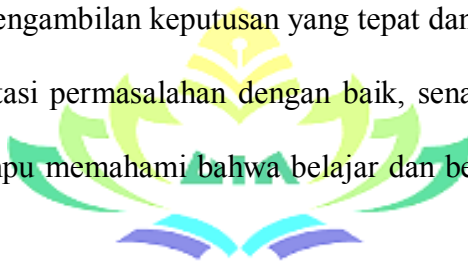 engambilan keputusan yang tepat dan
tasi permasalahan dengan baik, sena
pu memahami bahwa belajar dan be